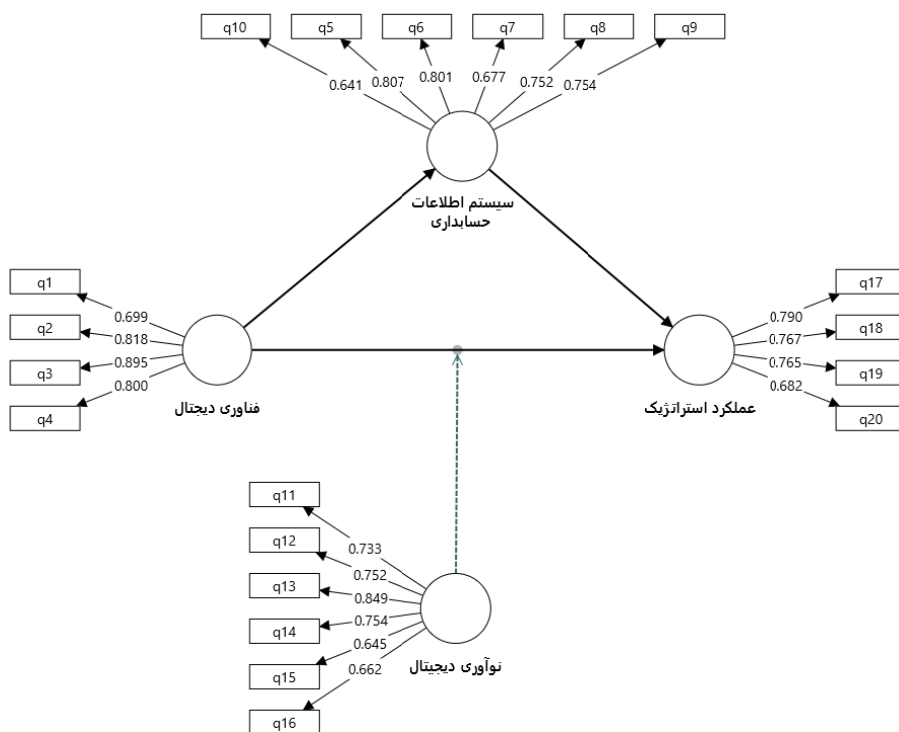 q10 q5 q6 q7 q8 q9
0.641 0.807 0.801 0.677 0.752 0.754
سیستم اطلاعات
حسابداری
q1
q2
q3
q4
0.699
0.818
0.895
0.800
فناوری دیجتال
q17
q18
q19
q20
0.790
0.767
0.765
0.682
عملکرد استراتژیک
q11
q12
q13
q14
q15
q16
0.733
0.752
0.849
0.754
0.645
0.662
نوآوری دیجیتال